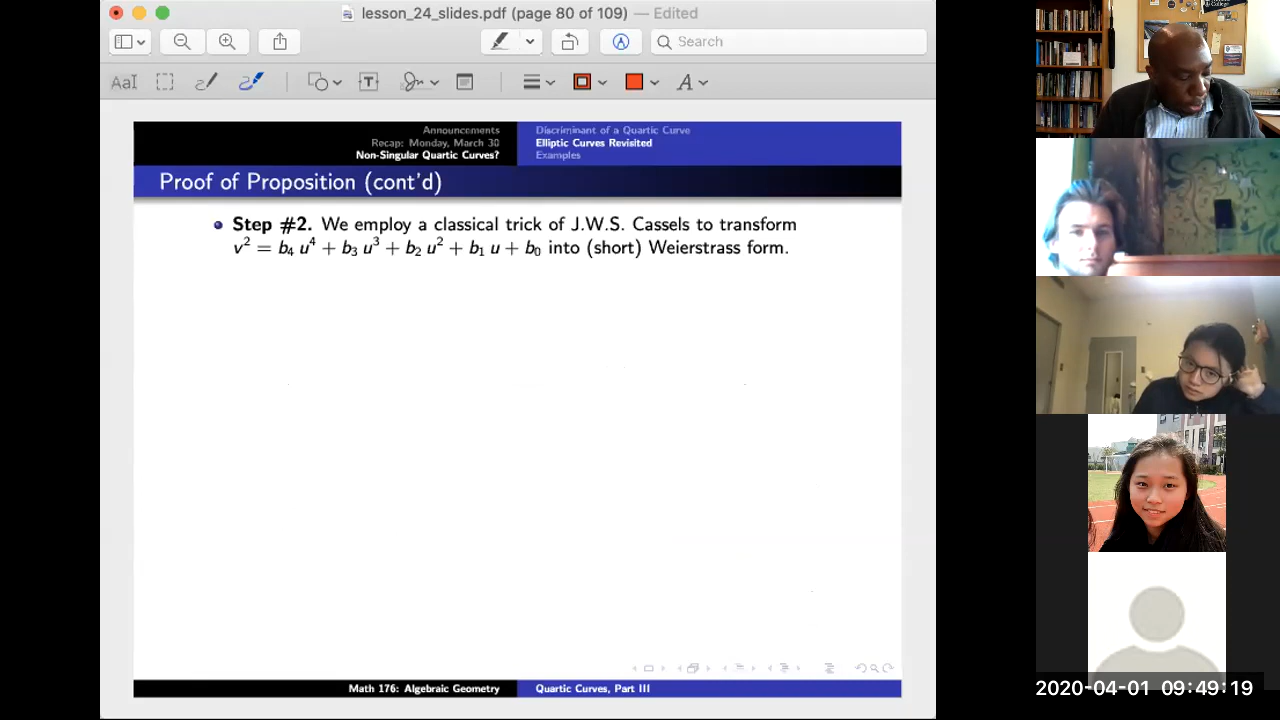 lesson_24_slides.pdf (page 80 of 109) — Edited
Search
AaI
T
A
Announcements
Recap: Monday, March 30
Non-Singular Quartic Curves?
Discriminant of a Quartic Curve
Elliptic Curves Revisited
Examples
Proof of Proposition (cont'd)
Step #2. We employ a classical trick of J.W.S. Cassels to transform
v² = b₄ u⁴ + b₃ u³ + b₂ u² + b₁ u + b₀ into (short) Weierstrass form.
Math 176: Algebraic Geometry
Quartic Curves, Part III
2020-04-01 09:49:19